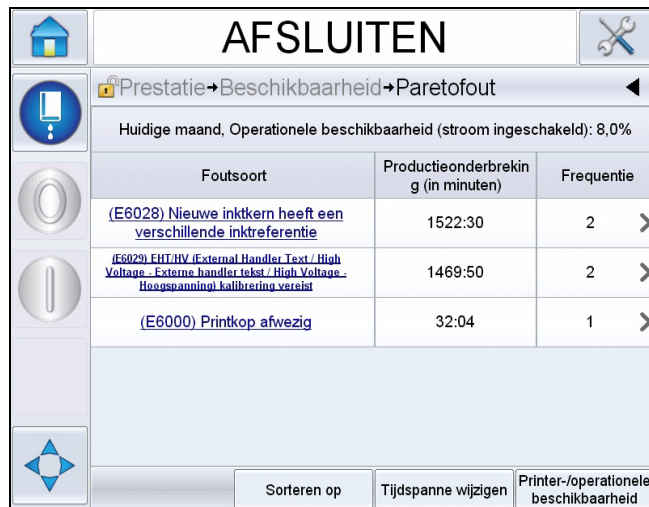 AFSLUITEN
Prestatie→Beschikbaarheid→Paretofout
Huidige maand, Operationele beschikbaarheid (stroom ingeschakeld): 8,0%
Foutsoort
Productieonderbrekin
g (in minuten)
Frequentie
(E6028) Nieuwe inktkern heeft een
verschillende inktreferentie
1522:30
2
(E6029) EHT/HV (External Handler Text / High
Voltage - Externe handler tekst / High Voltage -
Hoogspanning) kalibrering vereist
1469:50
2
(E6000) Printkop afwezig
32:04
1
Sorteren op
Tijdspanne wijzigen
Printer-/operationele
beschikbaarheid